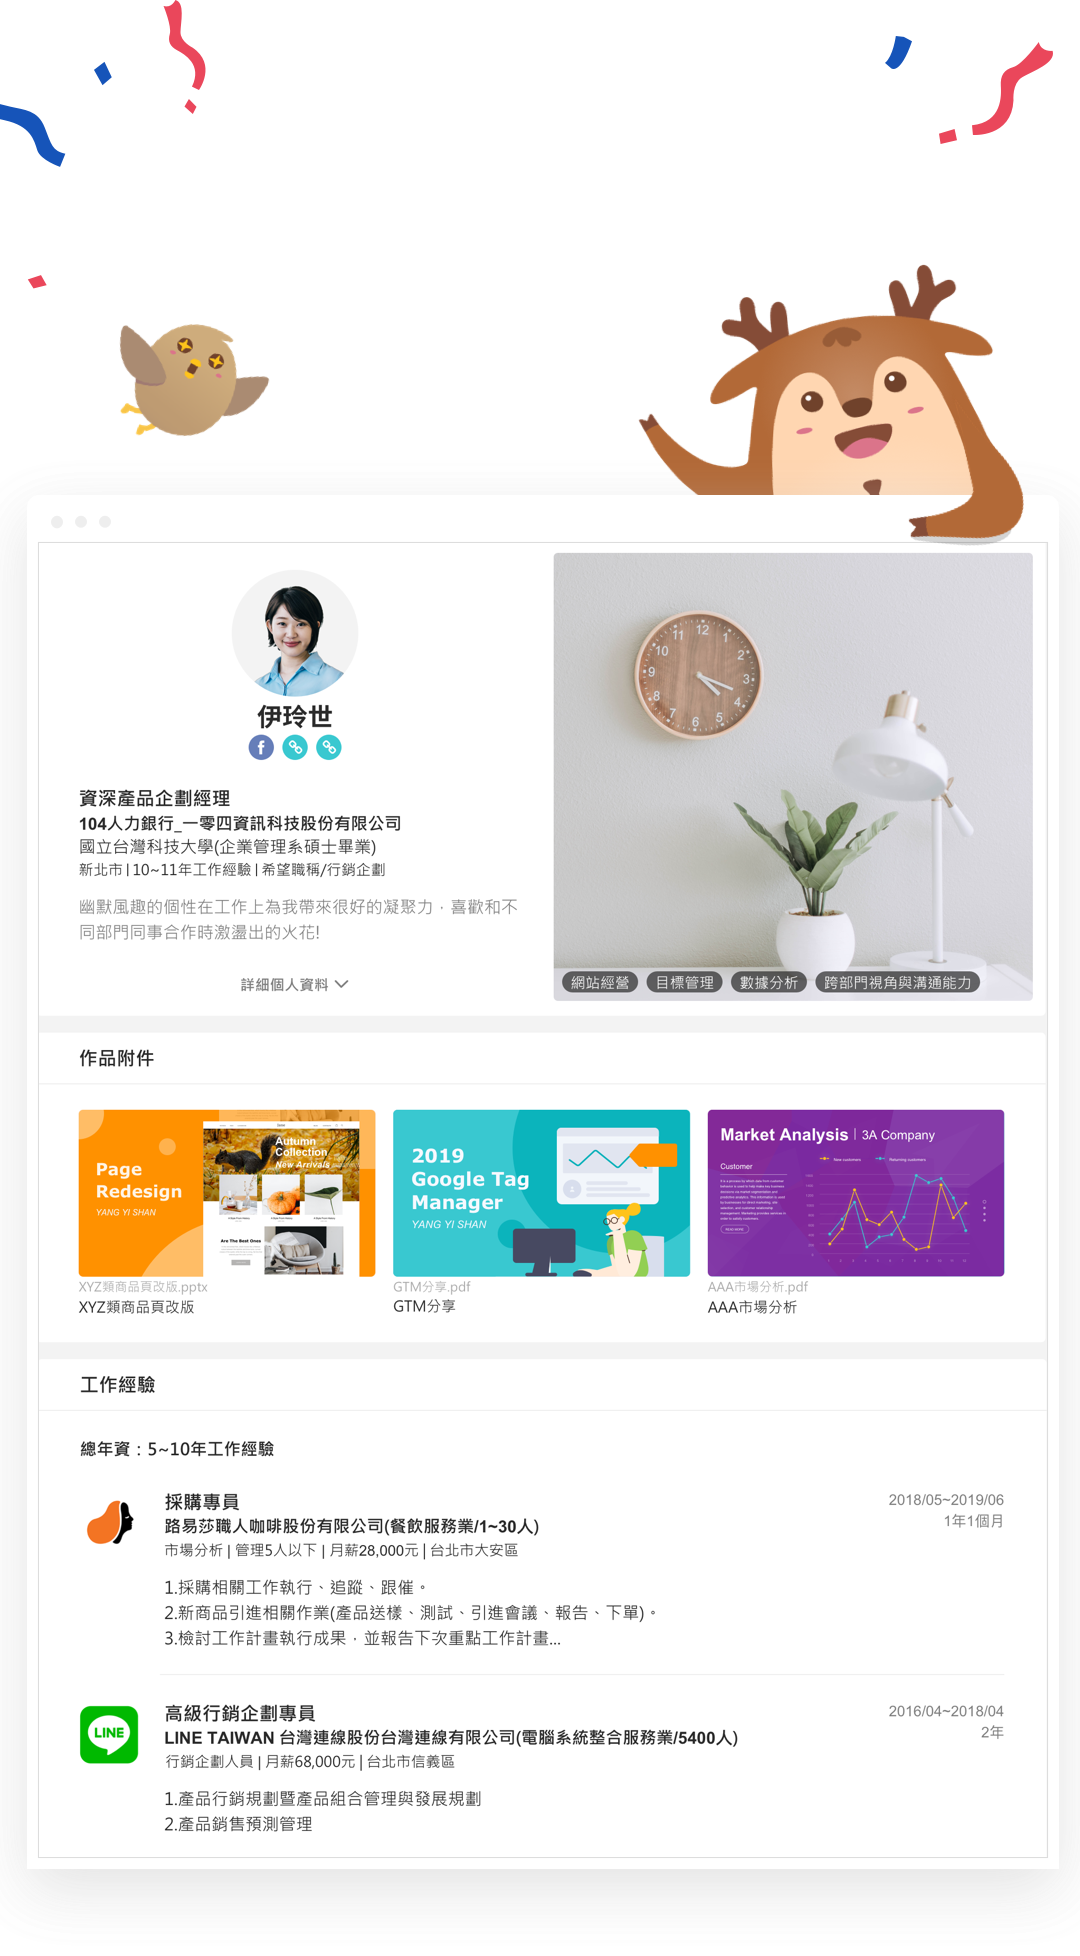 伊玲世
資深產品企劃經理
104人力銀行_一零四資訊科技股份有限公司
國立台灣科技大學(企業管理系碩士畢業)
新北市 | 10~11年工作經驗 | 希望職稱/行銷企劃
幽默風趣的個性在工作上為我帶來很好的凝聚力，喜歡和不
同部門同事合作時激盪出的火花!
詳細個人資料
12
1
2
3
4
5
6
7
8
9
10
11
網站經營
目標管理
數據分析
跨部門視角與溝通能力
作品附件
Page
Redesign
YANG YI SHAN
Autumn
Collection
New Arrivals
Are The Best Ones
XYZ類商品頁改版.pptx
XYZ類商品頁改版
2019
Google Tag
Manager
YANG YI SHAN
GTM分享.pdf
GTM分享
Market Analysis | 3A Company
Customer
New customers
Returning customers
READ MORE
AAA市場分析.pdf
AAA市場分析
工作經驗
總年資：5~10年工作經驗
採購專員
2018/05~2019/06
路易莎職人咖啡股份有限公司(餐飲服務業/1~30人)
1年1個月
市場分析 | 管理5人以下 | 月薪28,000元 | 台北市大安區
1.採購相關工作執行、追蹤、跟催。
2.新商品引進相關作業(產品送樣、測試、引進會議、報告、下單)。
3.檢討工作計畫執行成果，並報告下次重點工作計畫...
LINE
高級行銷企劃專員
2016/04~2018/04
LINE TAIWAN 台灣連線股份台灣連線有限公司(電腦系統整合服務業/5400人)
2年
行銷企劃人員 | 月薪68,000元 | 台北市信義區
1.產品行銷規劃暨產品組合管理與發展規劃
2.產品銷售預測管理